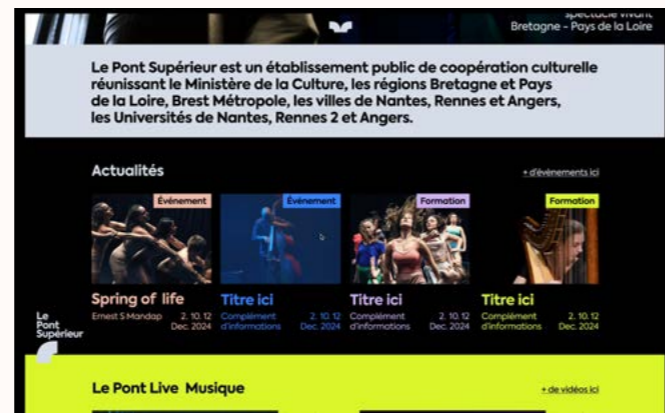 spectacle vivant
Bretagne - Pays de la Loire
Le Pont Supérieur est un établissement public de coopération culturelle
réunissant le Ministère de la Culture, les régions Bretagne et Pays
de la Loire, Brest Métropole, les villes de Nantes, Rennes et Angers,
les Universités de Nantes, Rennes 2 et Angers.
Actualités
+ d'événements ici
Événement
Événement
Formation
Formation
Spring of life
Ernest S Mandap
2. 10. 12
Dec. 2024
Titre ici
Complément
d'informations
2. 10. 12
Dec. 2024
Titre ici
Complément
d'informations
2. 10. 12
Dec. 2024
Titre ici
Complément
d'informations
2. 10. 12
Dec. 2024
Le
Pont
Supérieur
Le Pont Live Musique
+ de vidéos ici